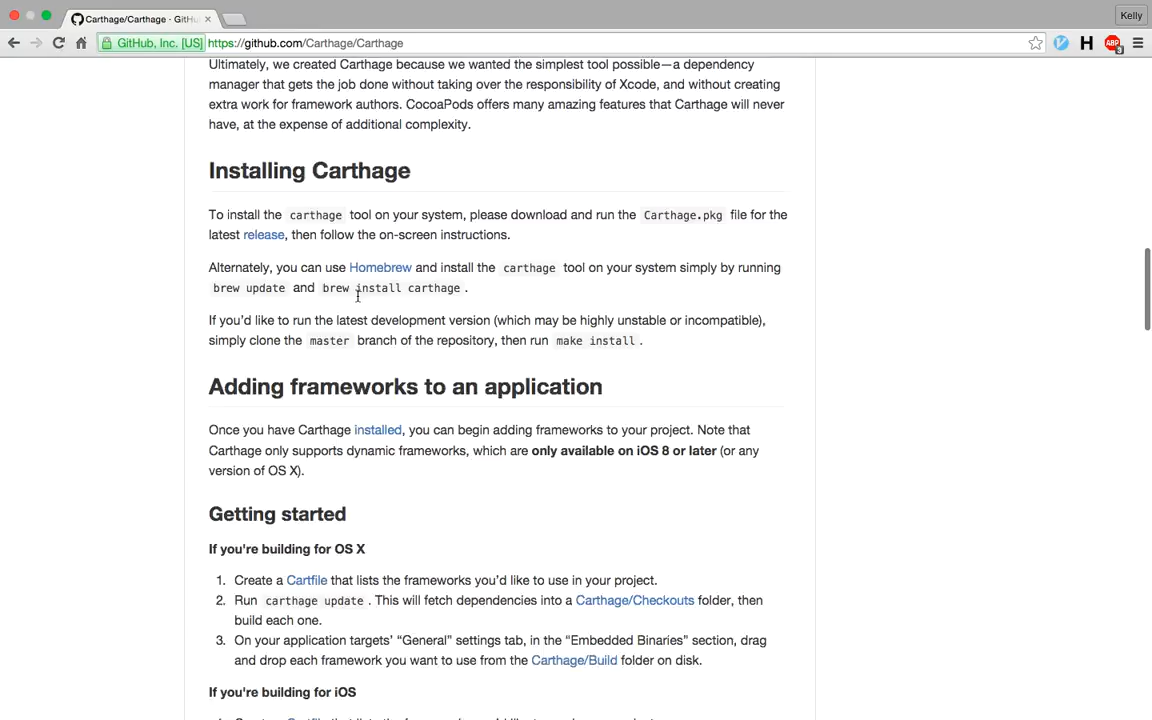 Carthage/Carthage - GitHu
Kelly
GitHub, Inc. [US] https://github.com/Carthage/Carthage
H
ABP
3
Ultimately, we created Carthage because we wanted the simplest tool possible—a dependency
manager that gets the job done without taking over the responsibility of Xcode, and without creating
extra work for framework authors. CocoaPods offers many amazing features that Carthage will never
have, at the expense of additional complexity.
Installing Carthage
To install the carthage tool on your system, please download and run the Carthage.pkg file for the
latest release, then follow the on-screen instructions.
Alternately, you can use Homebrew and install the carthage tool on your system simply by running
brew update and brew install carthage .
If you'd like to run the latest development version (which may be highly unstable or incompatible),
simply clone the master branch of the repository, then run make install .
Adding frameworks to an application
Once you have Carthage installed, you can begin adding frameworks to your project. Note that
Carthage only supports dynamic frameworks, which are only available on iOS 8 or later (or any
version of OS X).
Getting started
If you're building for OS X
1. Create a Cartfile that lists the frameworks you'd like to use in your project.
2. Run carthage update . This will fetch dependencies into a Carthage/Checkouts folder, then
build each one.
3. On your application targets' “General” settings tab, in the “Embedded Binaries” section, drag
and drop each framework you want to use from the Carthage/Build folder on disk.
If you're building for iOS